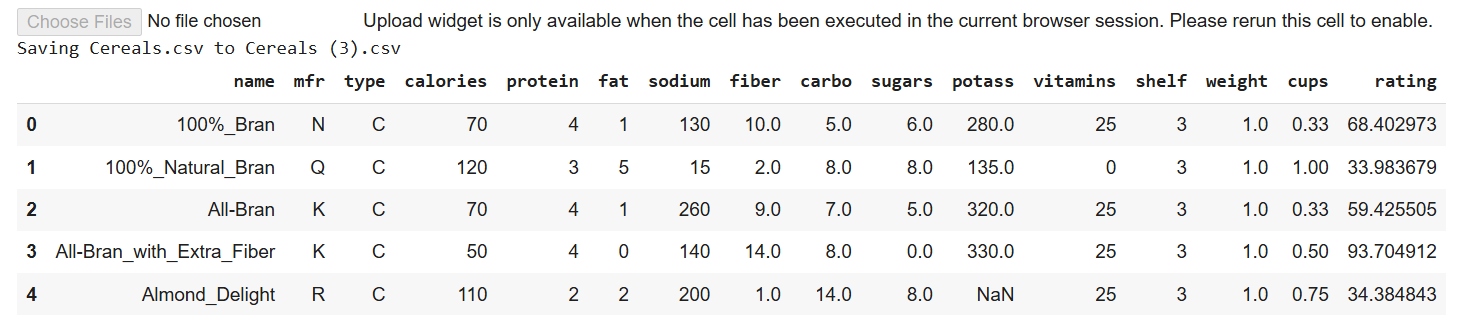 Choose Files No file chosen Upload widget is only available when the cell has been executed in the current browser session. Please rerun this cell to enable.
Saving Cereals.csv to Cereals (3).csv
name mfr type calories protein fat sodium fiber carbo sugars potass vitamins shelf weight cups rating
0 100%_Bran N C 70 4 1 130 10.0 5.0 6.0 280.0 25 3 1.0 0.33 68.402973
1 100%_Natural_Bran Q C 120 3 5 15 2.0 8.0 8.0 135.0 0 3 1.0 1.00 33.983679
2 All-Bran K C 70 4 1 260 9.0 7.0 5.0 320.0 25 3 1.0 0.33 59.425505
3 All-Bran_with_Extra_Fiber K C 50 4 0 140 14.0 8.0 0.0 330.0 25 3 1.0 0.50 93.704912
4 Almond_Delight R C 110 2 2 200 1.0 14.0 8.0 NaN 25 3 1.0 0.75 34.384843